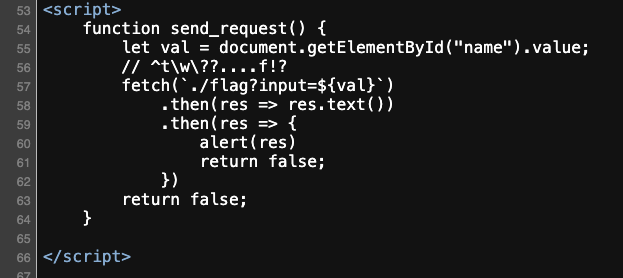 53 <script>
54 function send_request() {
55 let val = document.getElementById("name").value;
56 // ^t\w\??....f!?
57 fetch(`./flag?input=${val}`)
58 .then(res => res.text())
59 .then(res => {
60 alert(res)
61 return false;
62 })
63 return false;
64 }
65
66 </script>
67